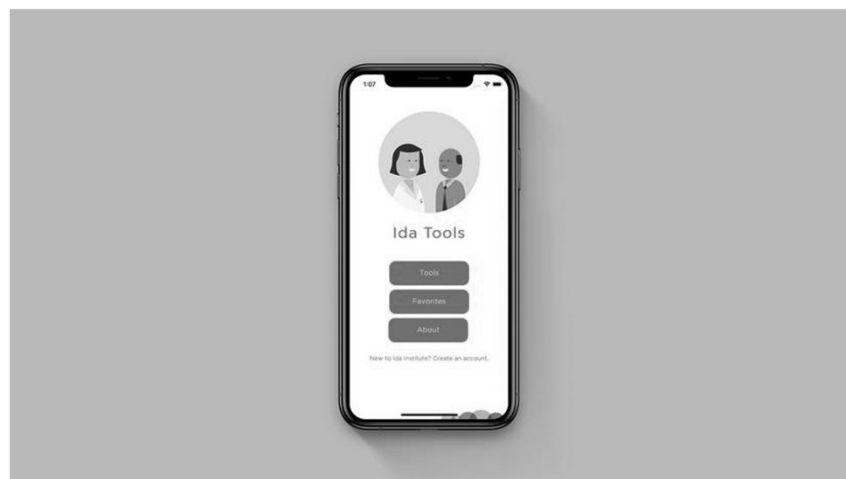 1:07
Ida Tools
Tools
Favorites
About
New to Ida Institute? Create an account.